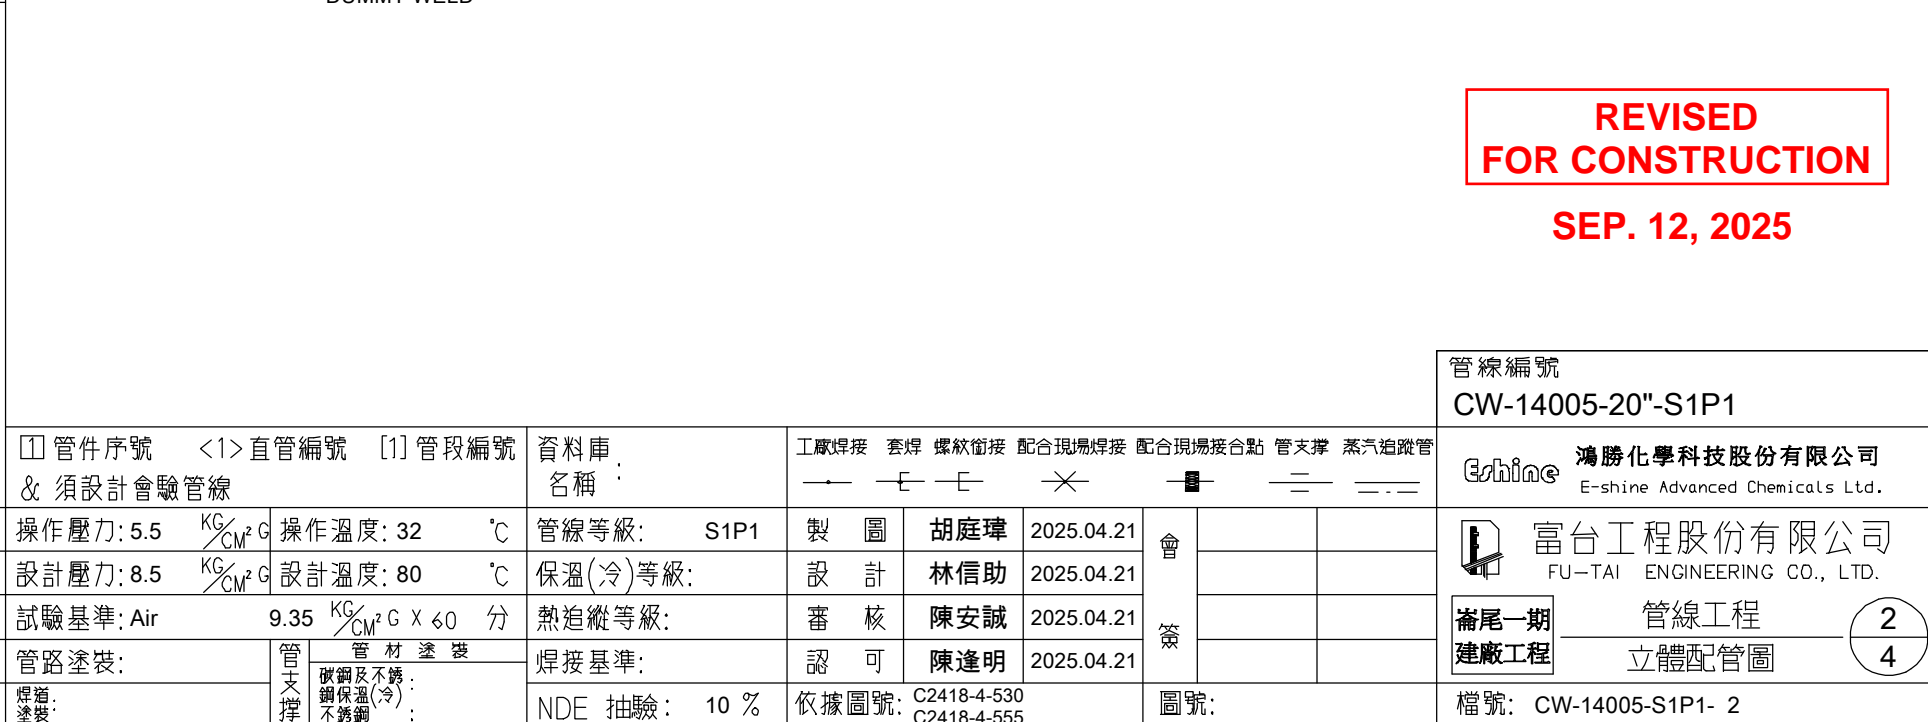 DUMMY WELD
REVISED
FOR CONSTRUCTION
SEP. 12, 2025
管線編號
CW-14005-20"-S1P1
1 管件序號 <1>直管編號 [1]管段編號
& 須設計會驗管線
資料庫
名稱 :
工廠焊接 套焊 螺紋銜接 配合現場焊接 配合現場接合點 管支撐 蒸汽追蹤管
Eshine 鴻勝化學科技股份有限公司
E-shine Advanced Chemicals Ltd.
操作壓力: 5.5 KG/CM² G 操作溫度: 32 °C 管線等級: S1P1 製 圖 胡庭瑋 2025.04.21
設計壓力: 8.5 KG/CM² G 設計溫度: 80 °C 保溫(冷)等級: 設 計 林信助 2025.04.21
試驗基準: Air 9.35 KG/CM² G X 60 分 熱追縱等級: 審 核 陳安誠 2025.04.21
管路塗裝: 管 材 塗 裝 焊接基準: 認 可 陳逢明 2025.04.21
會
簽
富台工程股份有限公司
FU-TAI ENGINEERING CO., LTD.
崙尾一期
建廠工程
管線工程
立體配管圖
2
4
焊道:
塗裝:
管支撐
碳鋼及不銹
鋼保溫(冷) :
不銹鋼 :
NDE 抽驗: 10 % 依據圖號: C2418-4-530
C2418-4-555
圖號: 檔號: CW-14005-S1P1- 2